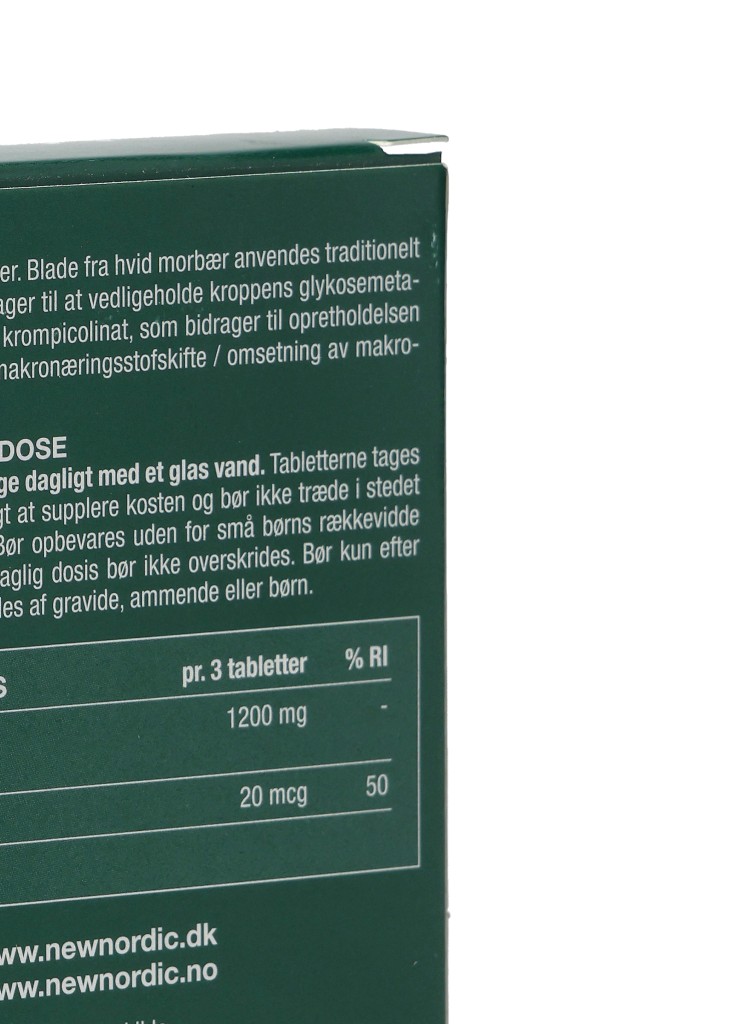 er. Blade fra hvid morbær anvendes traditionelt
ager til at vedligeholde kroppens glykosemeta-
krompicolinat, som bidrager til opretholdelsen
makronæringsstofskifte / omsetning av makro-
DOSE
ge dagligt med et glas vand. Tabletterne tages
gt at supplere kosten og bør ikke træde i stedet
Bør opbevares uden for små børns rækkevidde
aglig dosis bør ikke overskrides. Bør kun efter
les af gravide, ammende eller børn.
S pr. 3 tabletter % RI
1200 mg -
20 mcg 50
ww.newnordic.dk
ww.newnordic.no